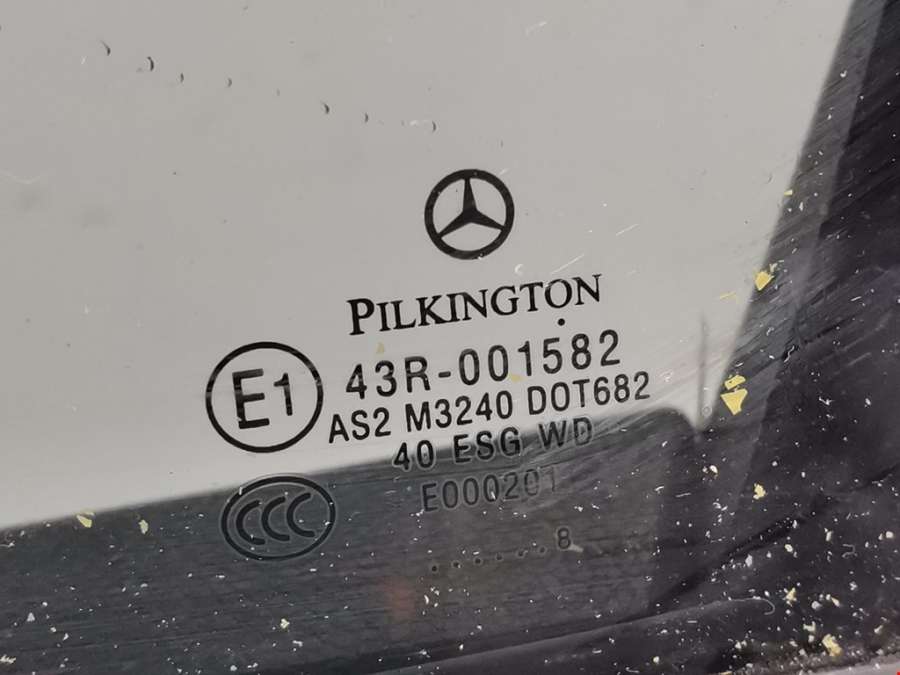 PILKINGTON
E1
43R-001582
AS2 M3240 DOT682
40 ESG WD
E000201
CCC
......8